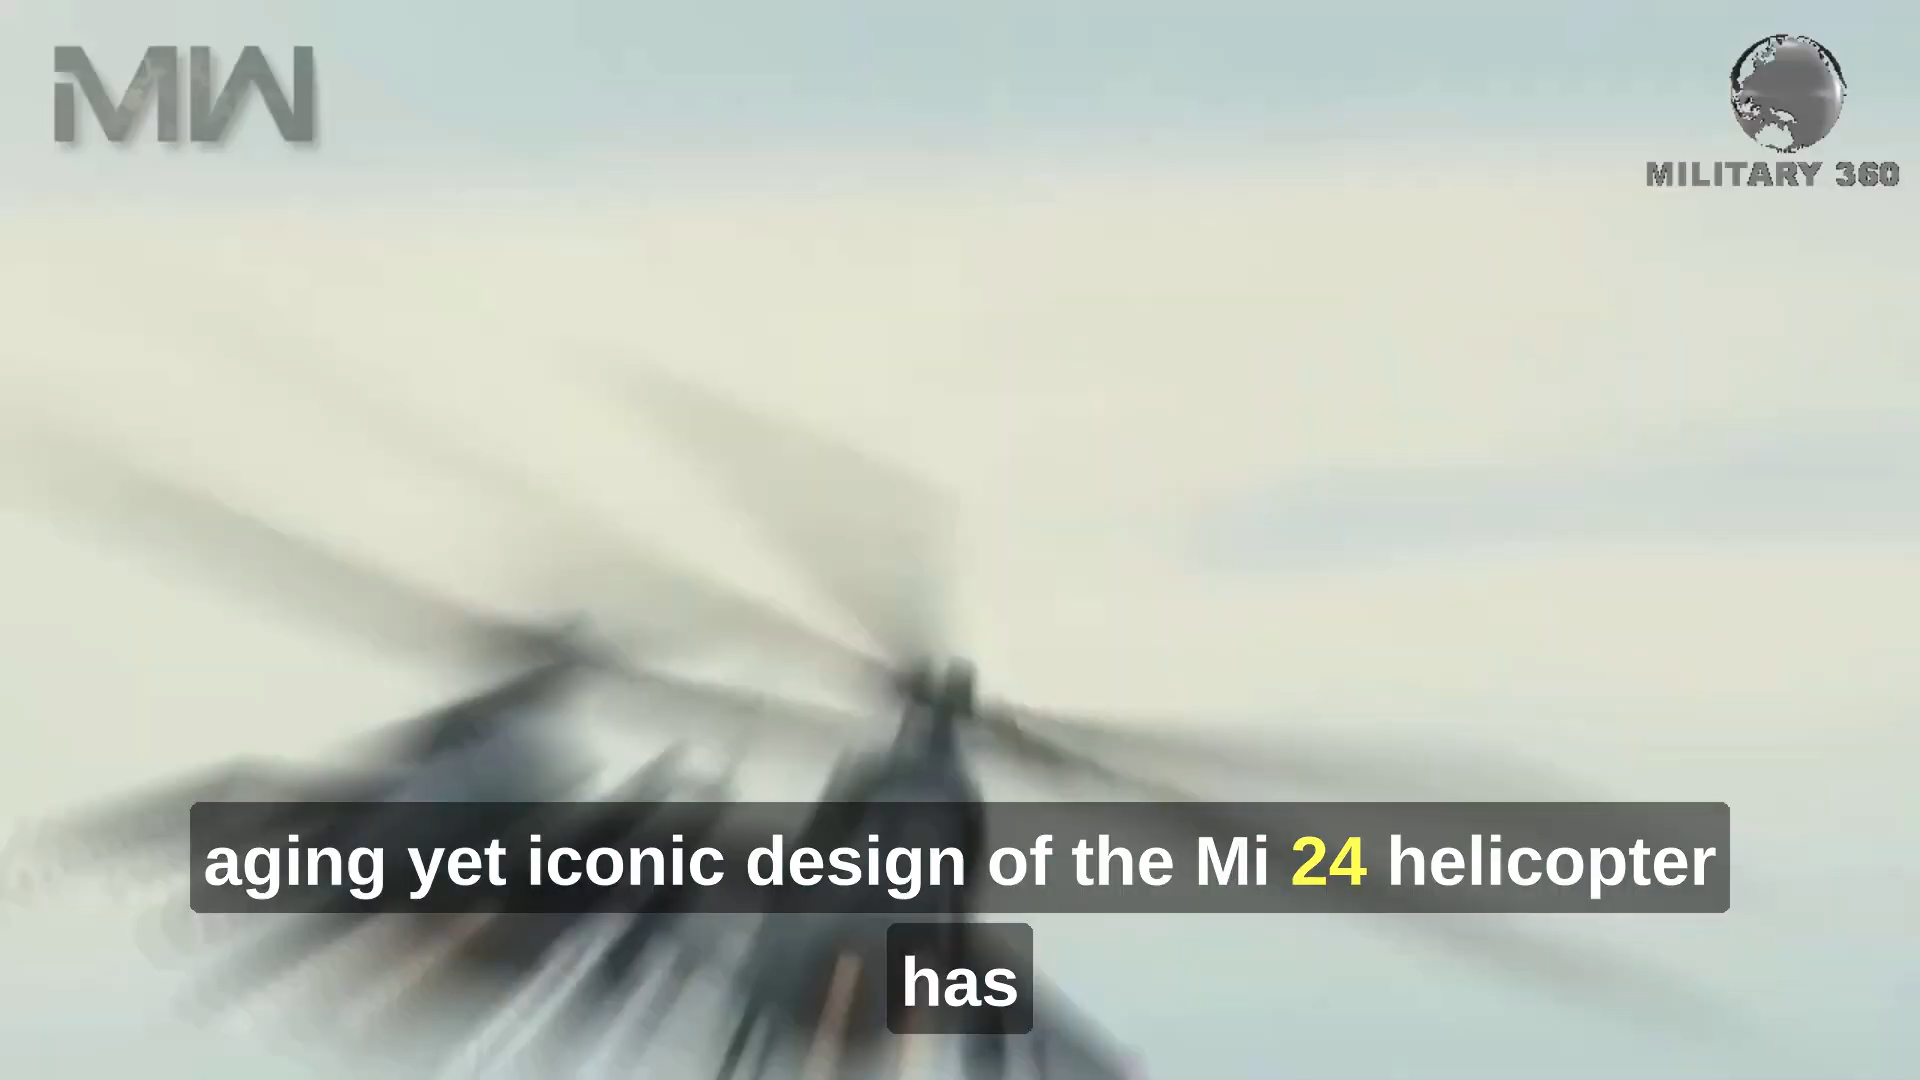 MW
MILITARY 360
aging yet iconic design of the Mi 24 helicopter
has